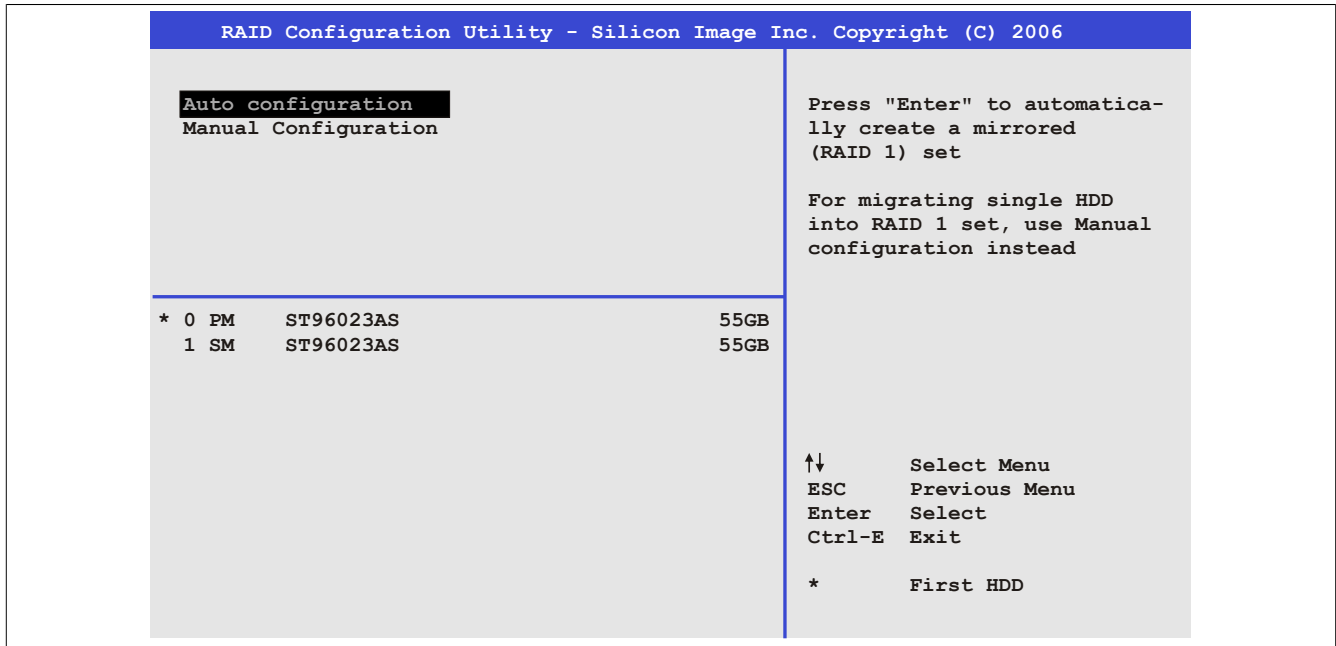 RAID Configuration Utility - Silicon Image Inc. Copyright (C) 2006
Auto configuration
Manual Configuration
Press "Enter" to automatica-
lly create a mirrored
(RAID 1) set
For migrating single HDD
into RAID 1 set, use Manual
configuration instead
* 0 PM ST96023AS 55GB
1 SM ST96023AS 55GB
↑↓ Select Menu
ESC Previous Menu
Enter Select
Ctrl-E Exit
* First HDD